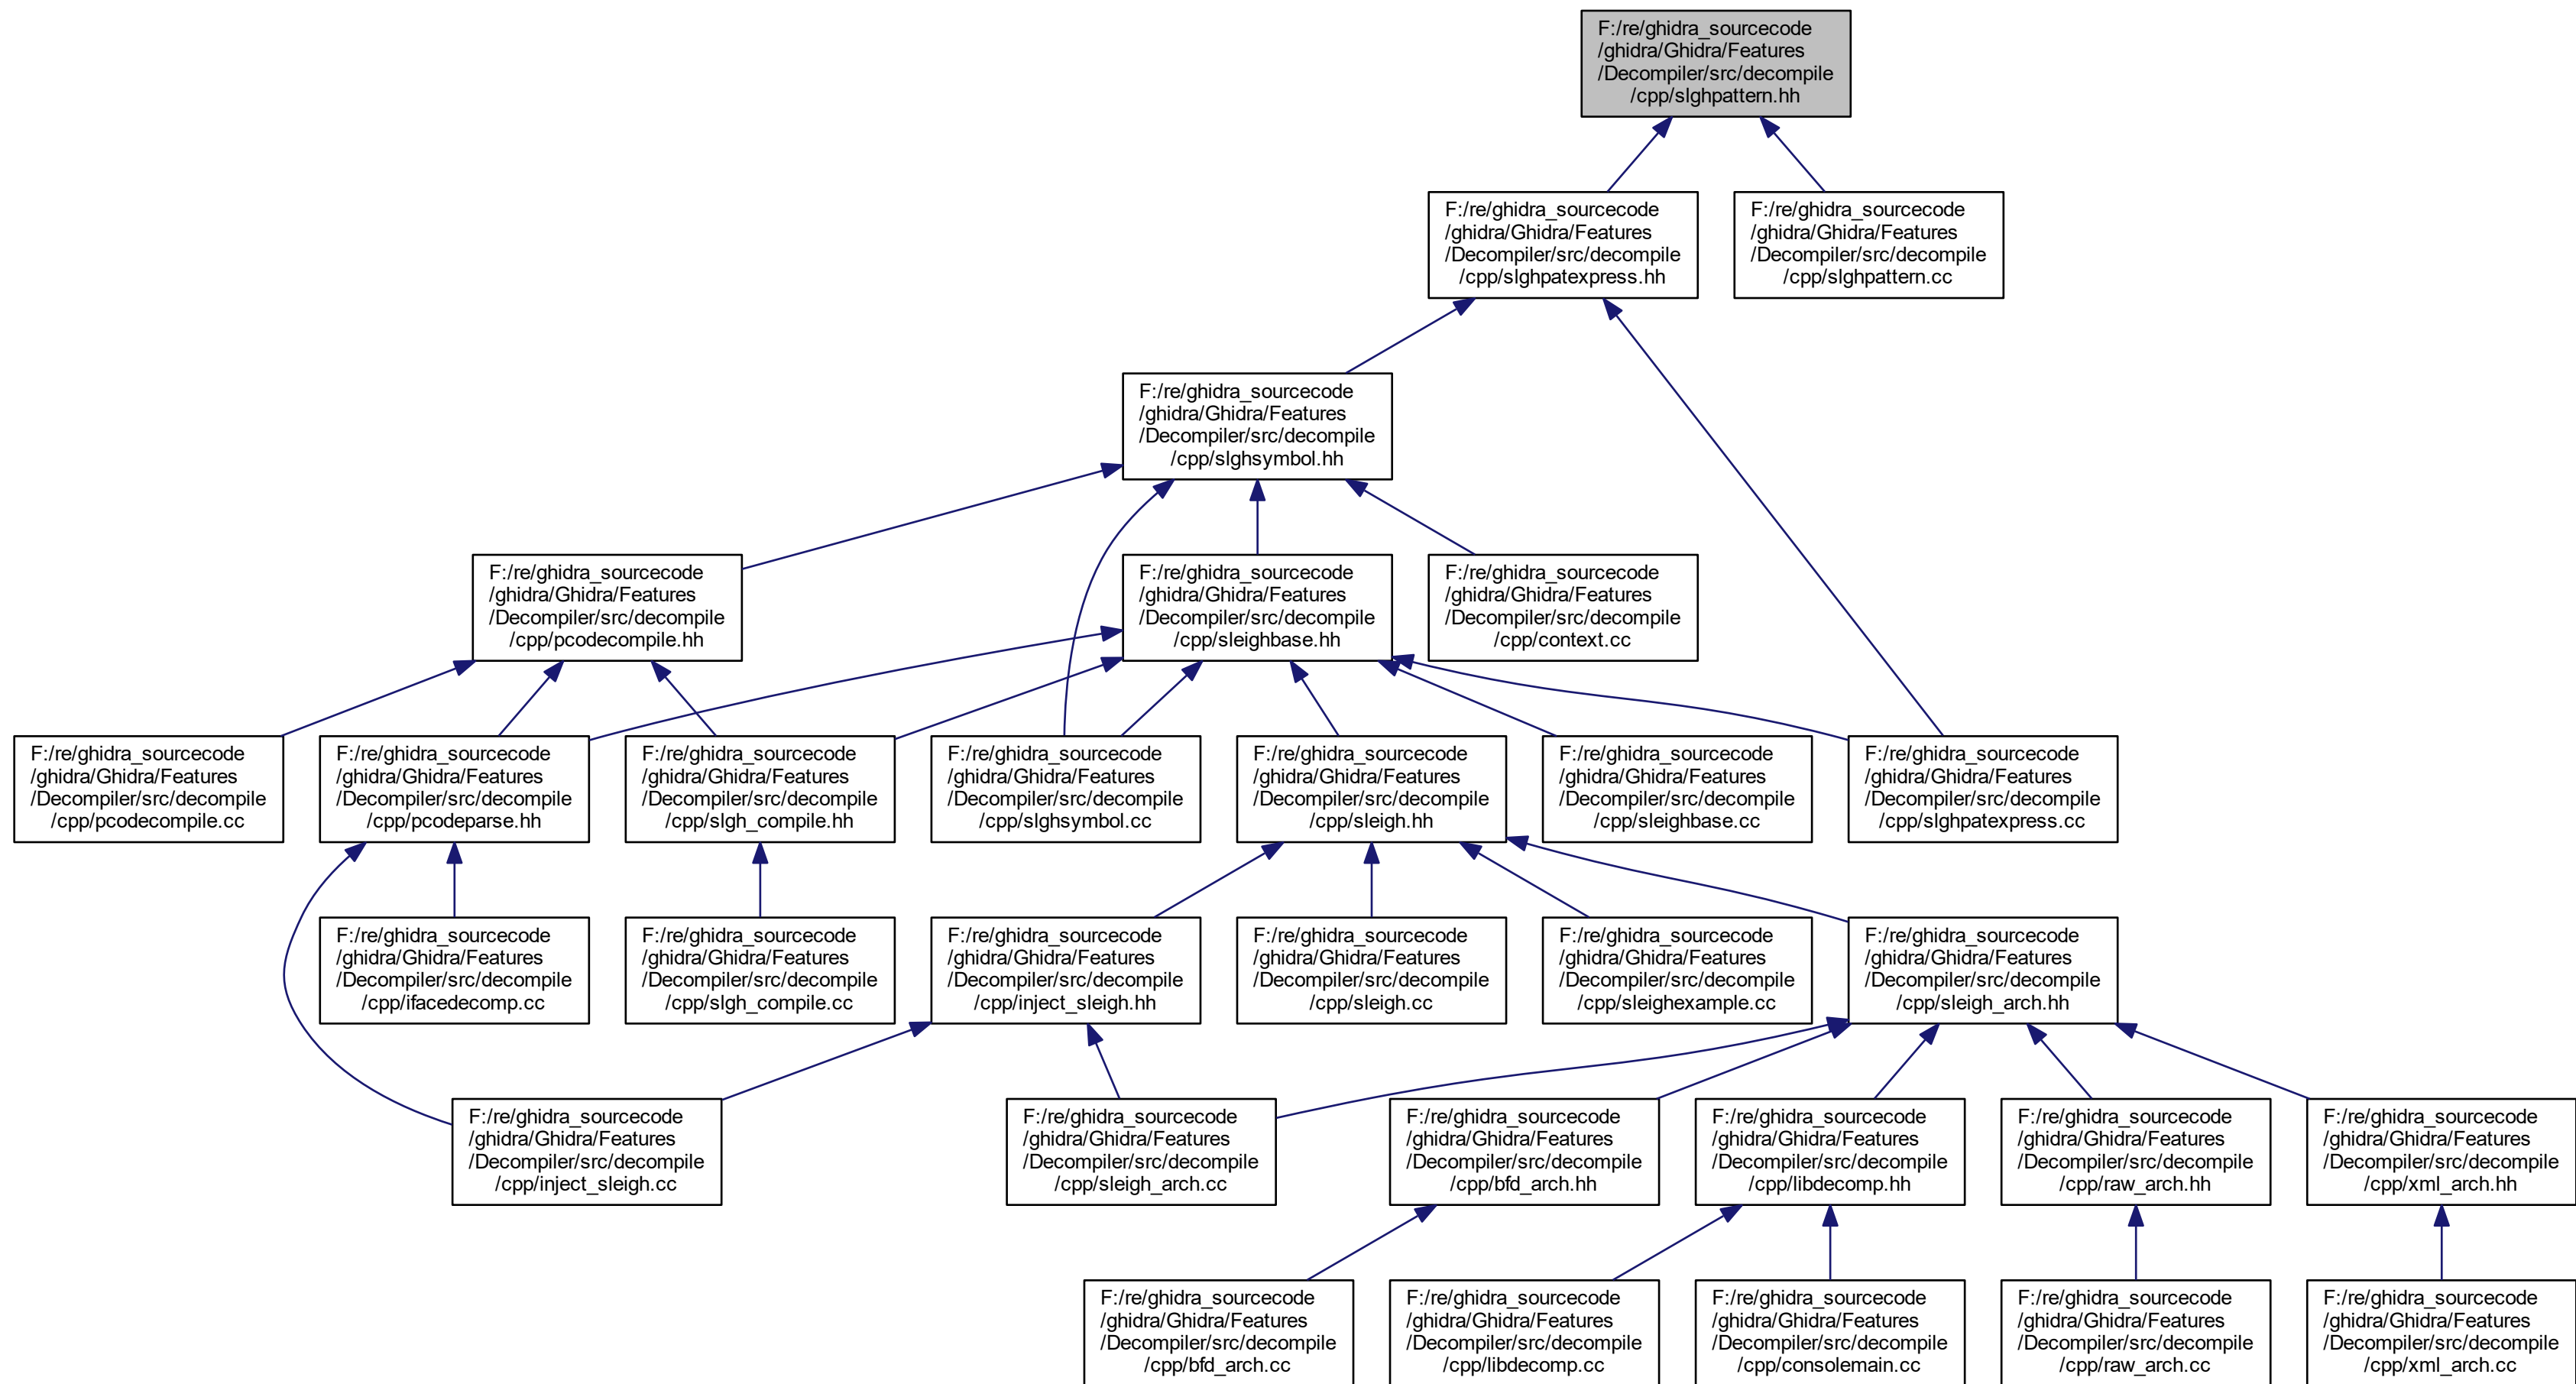 F:/re/ghidra_sourcecode
/ghidra/Ghidra/Features
/Decompiler/src/decompile
/cpp/slghpattern.hh
F:/re/ghidra_sourcecode
/ghidra/Ghidra/Features
/Decompiler/src/decompile
/cpp/slghpatexpress.hh
F:/re/ghidra_sourcecode
/ghidra/Ghidra/Features
/Decompiler/src/decompile
/cpp/slghpattern.cc
F:/re/ghidra_sourcecode
/ghidra/Ghidra/Features
/Decompiler/src/decompile
/cpp/slghsymbol.hh
F:/re/ghidra_sourcecode
/ghidra/Ghidra/Features
/Decompiler/src/decompile
/cpp/pcodecompile.hh
F:/re/ghidra_sourcecode
/ghidra/Ghidra/Features
/Decompiler/src/decompile
/cpp/sleighbase.hh
F:/re/ghidra_sourcecode
/ghidra/Ghidra/Features
/Decompiler/src/decompile
/cpp/context.cc
F:/re/ghidra_sourcecode
/ghidra/Ghidra/Features
/Decompiler/src/decompile
/cpp/pcodecompile.cc
F:/re/ghidra_sourcecode
/ghidra/Ghidra/Features
/Decompiler/src/decompile
/cpp/pcodeparse.hh
F:/re/ghidra_sourcecode
/ghidra/Ghidra/Features
/Decompiler/src/decompile
/cpp/slgh_compile.hh
F:/re/ghidra_sourcecode
/ghidra/Ghidra/Features
/Decompiler/src/decompile
/cpp/slghsymbol.cc
F:/re/ghidra_sourcecode
/ghidra/Ghidra/Features
/Decompiler/src/decompile
/cpp/sleigh.hh
F:/re/ghidra_sourcecode
/ghidra/Ghidra/Features
/Decompiler/src/decompile
/cpp/sleighbase.cc
F:/re/ghidra_sourcecode
/ghidra/Ghidra/Features
/Decompiler/src/decompile
/cpp/slghpatexpress.cc
F:/re/ghidra_sourcecode
/ghidra/Ghidra/Features
/Decompiler/src/decompile
/cpp/ifacedecomp.cc
F:/re/ghidra_sourcecode
/ghidra/Ghidra/Features
/Decompiler/src/decompile
/cpp/slgh_compile.cc
F:/re/ghidra_sourcecode
/ghidra/Ghidra/Features
/Decompiler/src/decompile
/cpp/inject_sleigh.hh
F:/re/ghidra_sourcecode
/ghidra/Ghidra/Features
/Decompiler/src/decompile
/cpp/sleigh.cc
F:/re/ghidra_sourcecode
/ghidra/Ghidra/Features
/Decompiler/src/decompile
/cpp/sleighexample.cc
F:/re/ghidra_sourcecode
/ghidra/Ghidra/Features
/Decompiler/src/decompile
/cpp/sleigh_arch.hh
F:/re/ghidra_sourcecode
/ghidra/Ghidra/Features
/Decompiler/src/decompile
/cpp/inject_sleigh.cc
F:/re/ghidra_sourcecode
/ghidra/Ghidra/Features
/Decompiler/src/decompile
/cpp/sleigh_arch.cc
F:/re/ghidra_sourcecode
/ghidra/Ghidra/Features
/Decompiler/src/decompile
/cpp/bfd_arch.hh
F:/re/ghidra_sourcecode
/ghidra/Ghidra/Features
/Decompiler/src/decompile
/cpp/libdecomp.hh
F:/re/ghidra_sourcecode
/ghidra/Ghidra/Features
/Decompiler/src/decompile
/cpp/raw_arch.hh
F:/re/ghidra_sourcecode
/ghidra/Ghidra/Features
/Decompiler/src/decompile
/cpp/xml_arch.hh
F:/re/ghidra_sourcecode
/ghidra/Ghidra/Features
/Decompiler/src/decompile
/cpp/bfd_arch.cc
F:/re/ghidra_sourcecode
/ghidra/Ghidra/Features
/Decompiler/src/decompile
/cpp/libdecomp.cc
F:/re/ghidra_sourcecode
/ghidra/Ghidra/Features
/Decompiler/src/decompile
/cpp/consolemain.cc
F:/re/ghidra_sourcecode
/ghidra/Ghidra/Features
/Decompiler/src/decompile
/cpp/raw_arch.cc
F:/re/ghidra_sourcecode
/ghidra/Ghidra/Features
/Decompiler/src/decompile
/cpp/xml_arch.cc